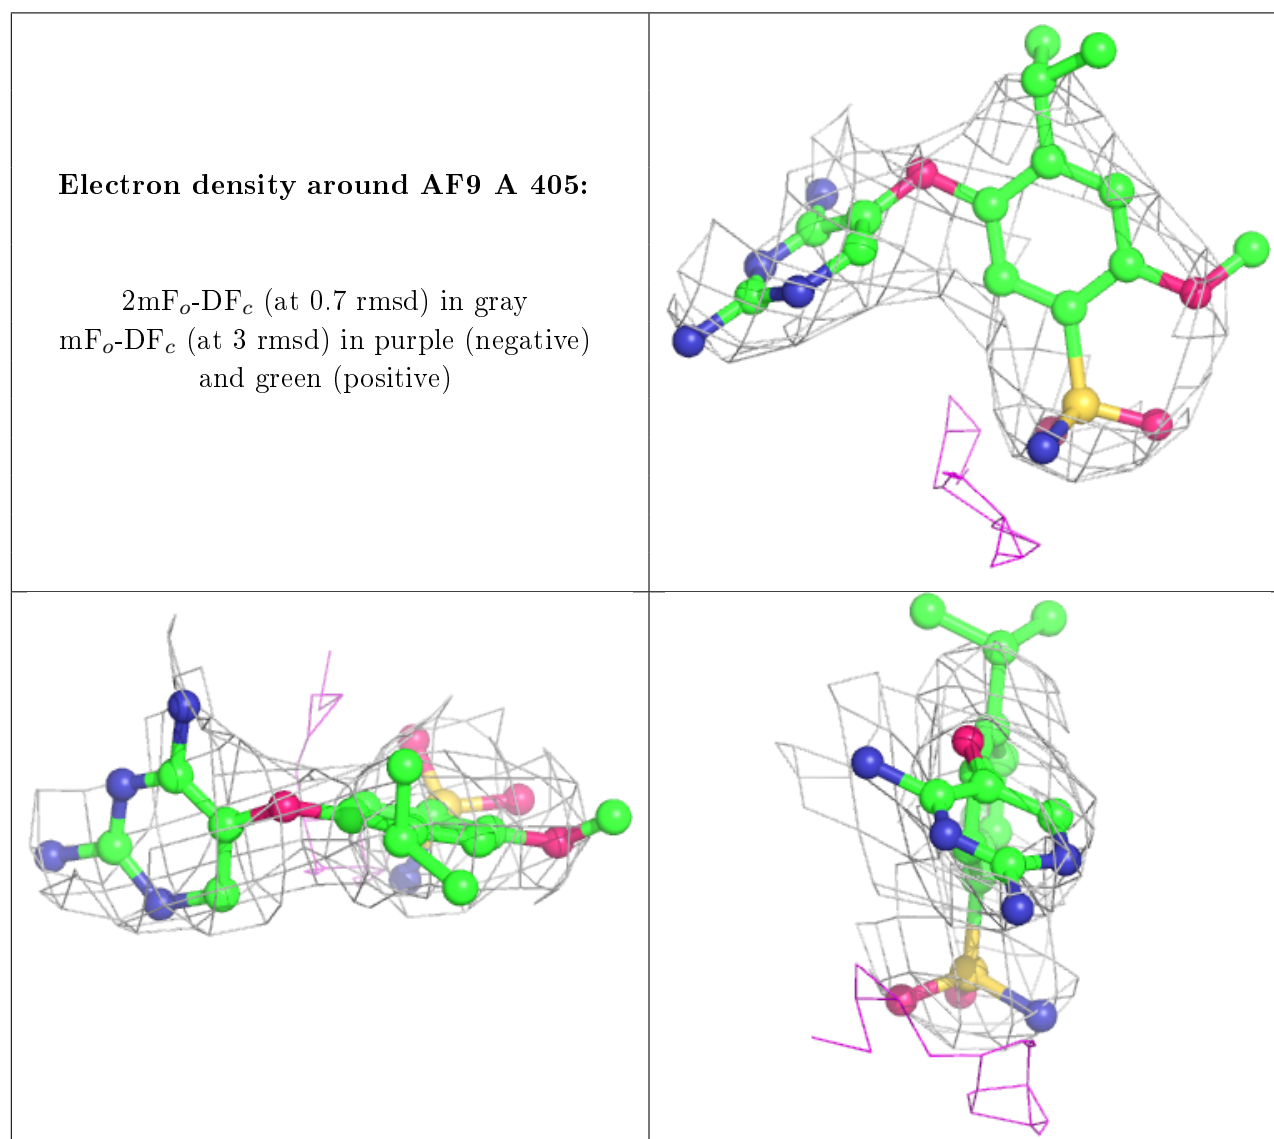 Electron density around AF9 A 405:
2mFo-DFc (at 0.7 rmsd) in gray
mFo-DFc (at 3 rmsd) in purple (negative)
and green (positive)